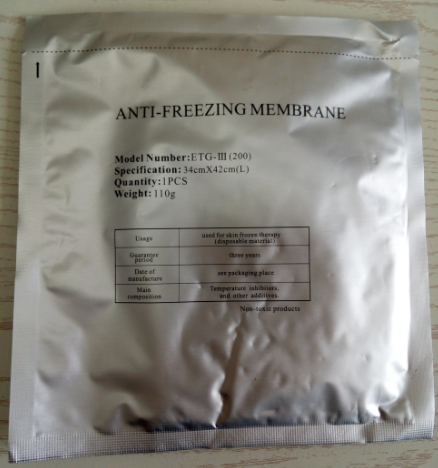 ANTI-FREEZING MEMBRANE
Model Number:ETG-III(200)
Specification: 34cmX42cm(L)
Quantity:1PCS
Weight: 110g
Usage
used for skin freeze therapy
(disposable material)
Guarantee
period
three years
Date of
manufacture
see packaging place
Main
composition
Temperature inhibitors,
and other additives.
Non-toxic products